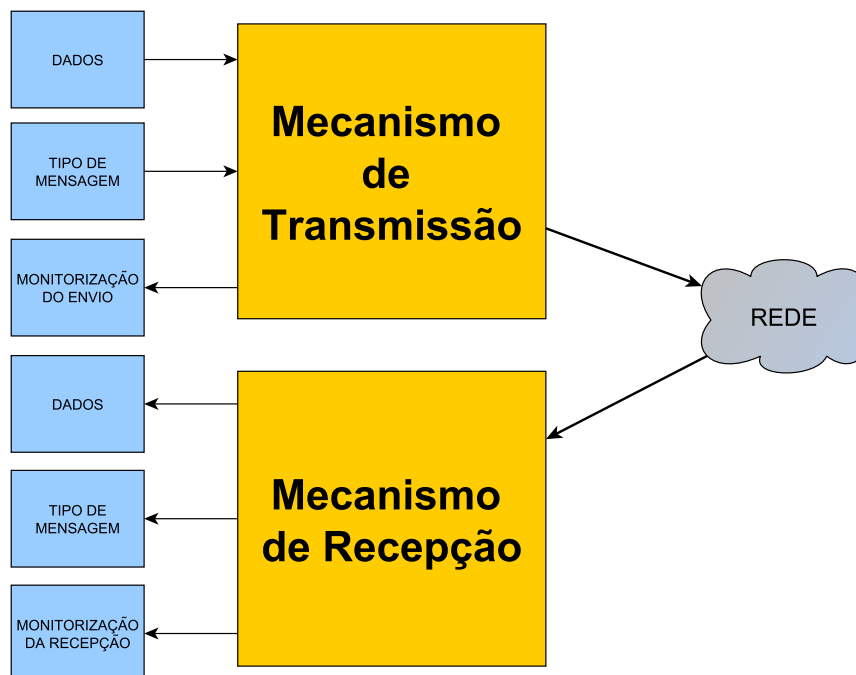 DADOS
TIPO DE
MENSAGEM
MONITORIZAÇÃO
DO ENVIO
Mecanismo
de
Transmissão
REDE
DADOS
TIPO DE
MENSAGEM
MONITORIZAÇÃO
DA RECEPÇÃO
Mecanismo
de Recepção